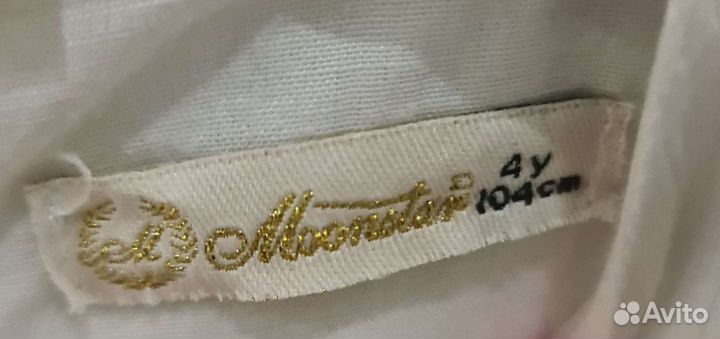 M Moonstar
4 y
104 cm
Avito